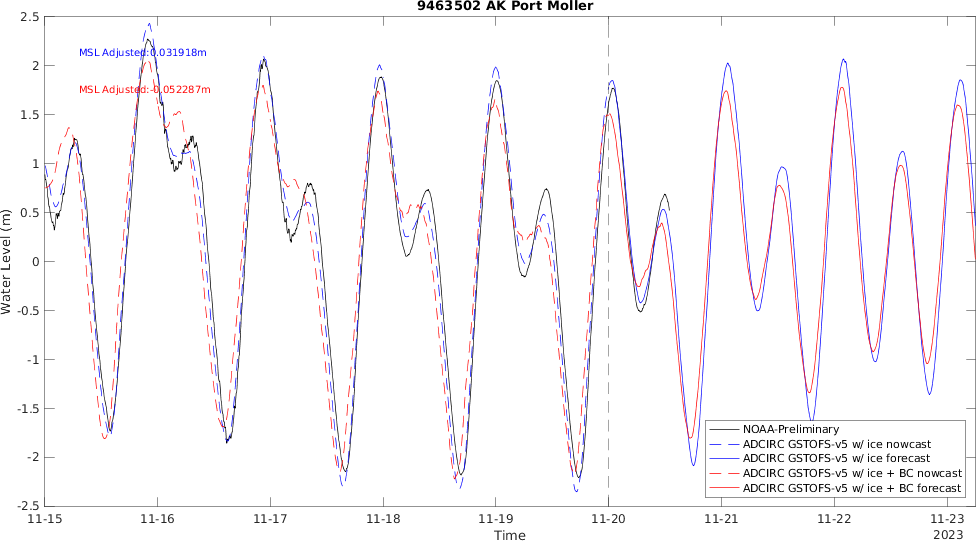 9463502 AK Port Moller
2.5
2
1.5
1
0.5
0
-0.5
-1
-1.5
-2
-2.5
Water Level (m)
MSL Adjusted:0.031918m
MSL Adjusted:-0.052287m
NOAA-Preliminary
ADCIRC GSTOFS-v5 w/ ice nowcast
ADCIRC GSTOFS-v5 w/ ice forecast
ADCIRC GSTOFS-v5 w/ ice + BC nowcast
ADCIRC GSTOFS-v5 w/ ice + BC forecast
11-15 11-16 11-17 11-18 11-19 11-20 11-21 11-22 11-23
Time
2023